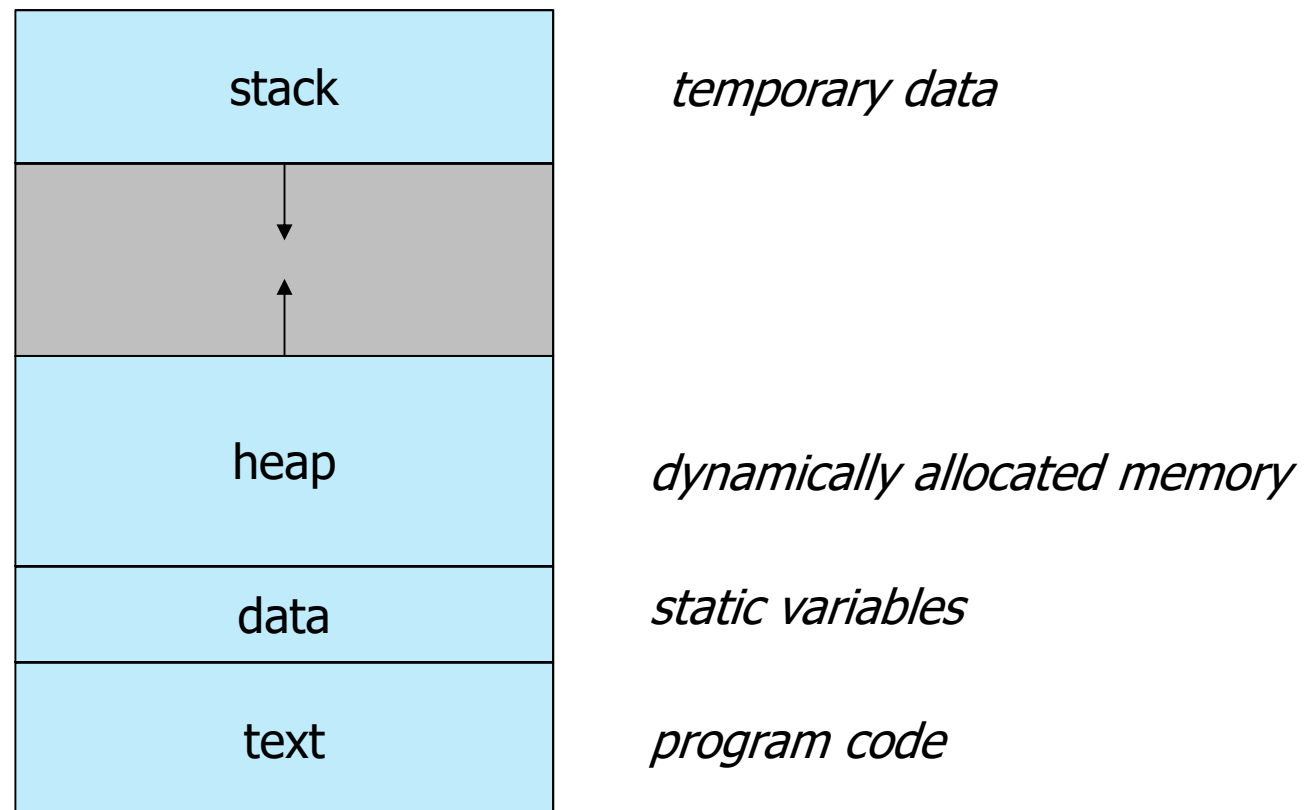 stack
temporary data
heap
dynamically allocated memory
data
static variables
text
program code